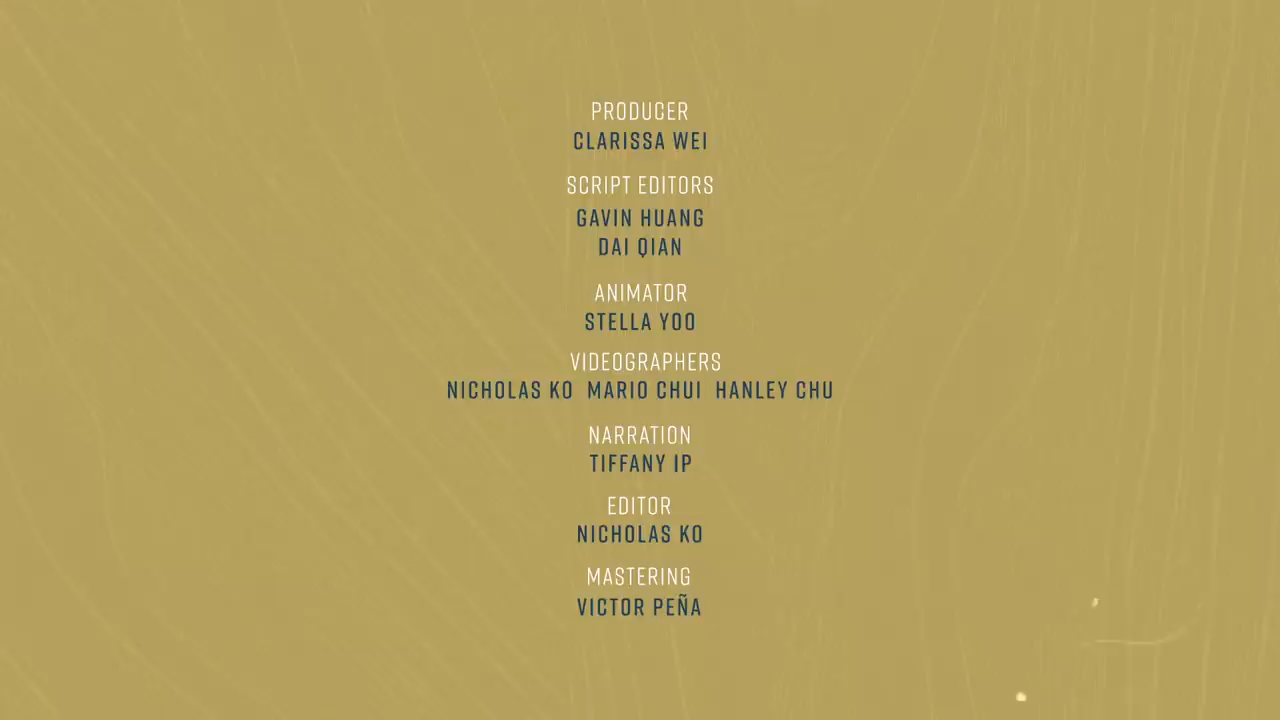 PRODUCER
CLARISSA WEI
SCRIPT EDITORS
GAVIN HUANG
DAI QIAN
ANIMATOR
STELLA YOO
VIDEOGRAPHERS
NICHOLAS KO MARIO CHUI HANLEY CHU
NARRATION
TIFFANY IP
EDITOR
NICHOLAS KO
MASTERING
VICTOR PEÑA